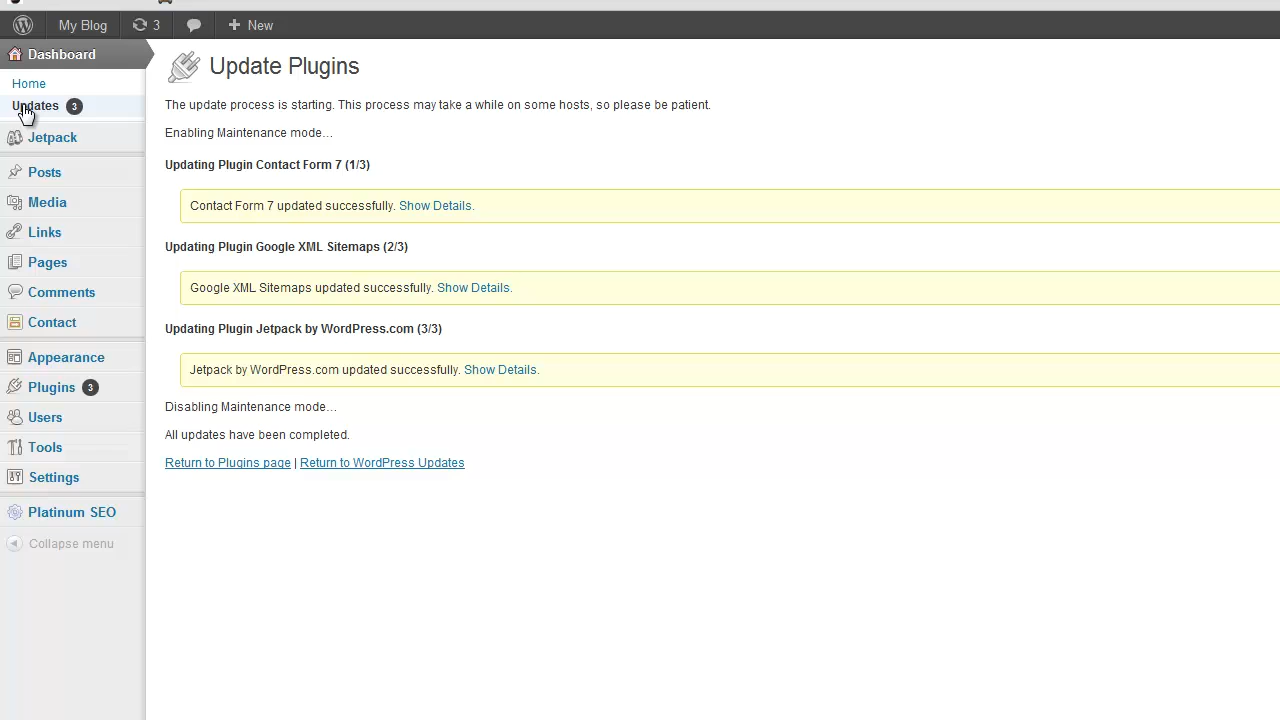 My Blog 3 New
Dashboard
Home
Updates 3
Jetpack
Posts
Media
Links
Pages
Comments
Contact
Appearance
Plugins 3
Users
Tools
Settings
Platinum SEO
Collapse menu
Update Plugins
The update process is starting. This process may take a while on some hosts, so please be patient.
Enabling Maintenance mode…
Updating Plugin Contact Form 7 (1/3)
Contact Form 7 updated successfully. Show Details.
Updating Plugin Google XML Sitemaps (2/3)
Google XML Sitemaps updated successfully. Show Details.
Updating Plugin Jetpack by WordPress.com (3/3)
Jetpack by WordPress.com updated successfully. Show Details.
Disabling Maintenance mode…
All updates have been completed.
Return to Plugins page | Return to WordPress Updates